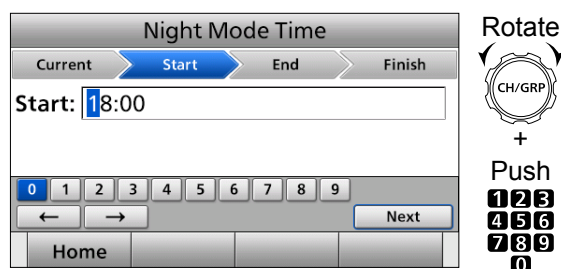 Night Mode Time
Current Start End Finish
Start: 18:00
0 1 2 3 4 5 6 7 8 9
← → Next
Home
Rotate
CH/GRP
+
Push
1 2 3
4 5 6
7 8 9
0